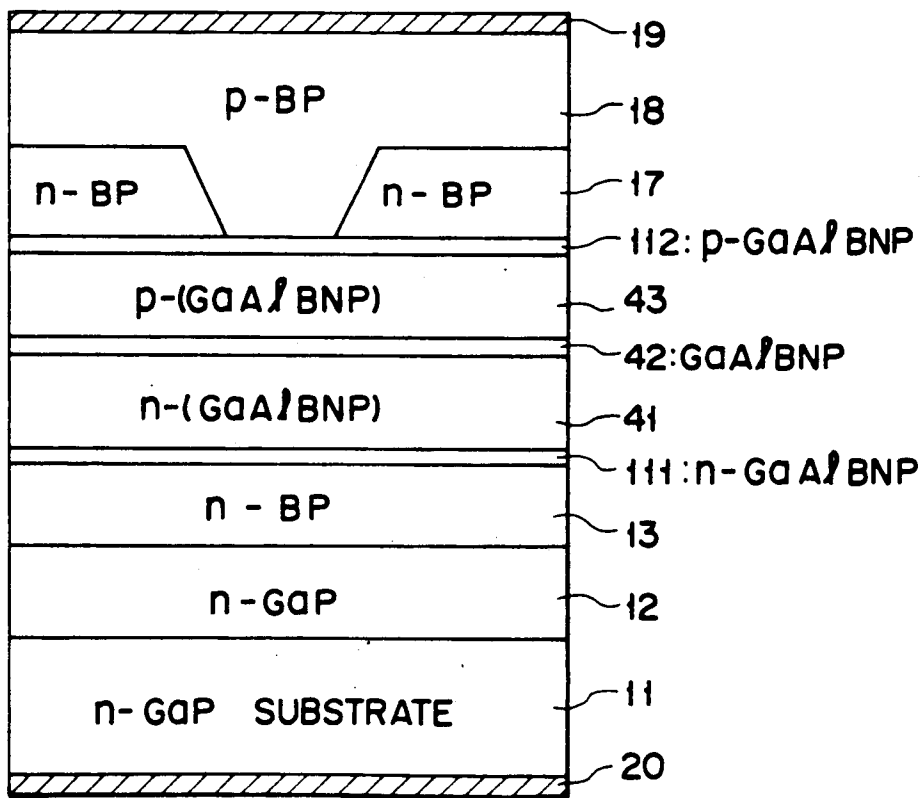 19
p-BP
18
n-BP n-BP
17
112: p-GaAlBNP
p-(GaAlBNP)
43
42:GaAlBNP
n-(GaAlBNP)
41
111:n-GaAlBNP
n-BP
13
n-GaP
12
n-GaP SUBSTRATE
11
20